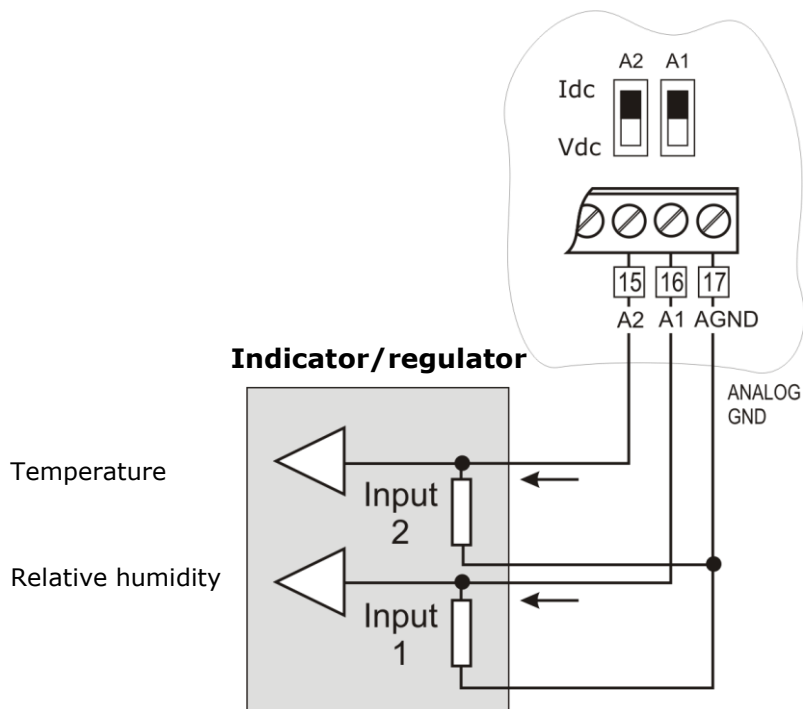 A2 A1
Idc
Vdc
15 16 17
A2 A1 AGND
Indicator/regulator
ANALOG
GND
Temperature
Input
2
Relative humidity
Input
1